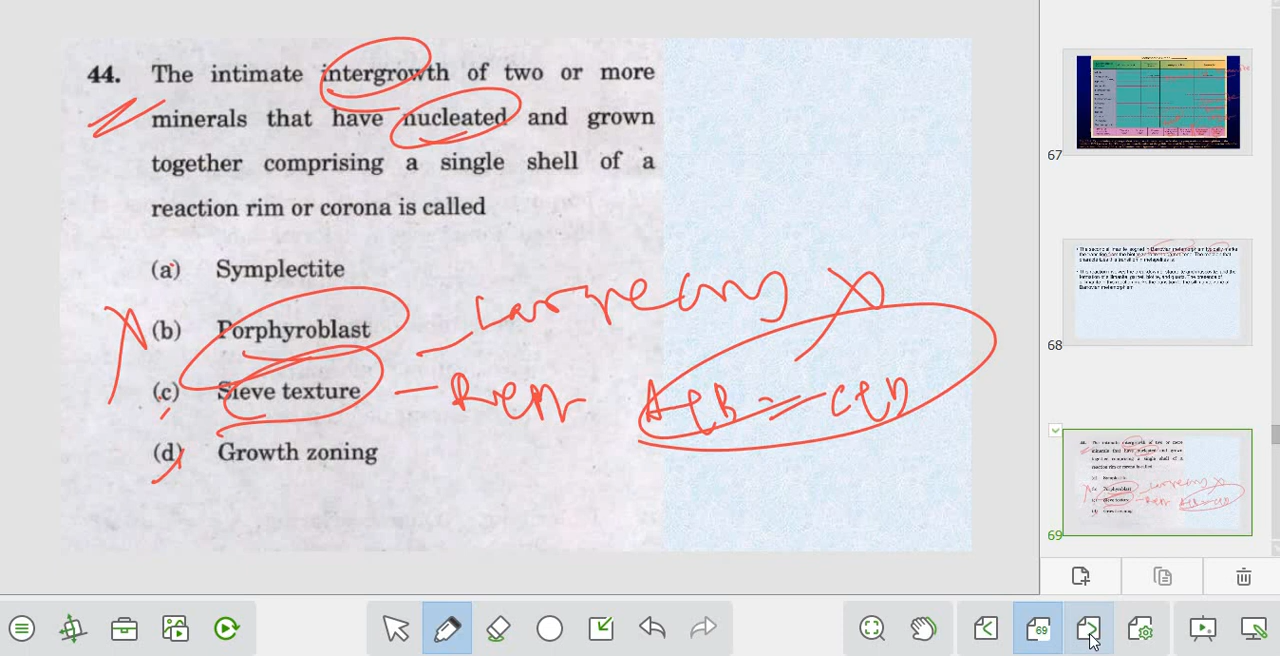 44. The intimate intergrowth of two or more
minerals that have nucleated and grown
together comprising a single shell of a
reaction rim or corona is called
(a) Symplectite
(b) Porphyroblast
(c) Sieve texture
A+B = C+D
(d) Growth zoning
67
68
69
69